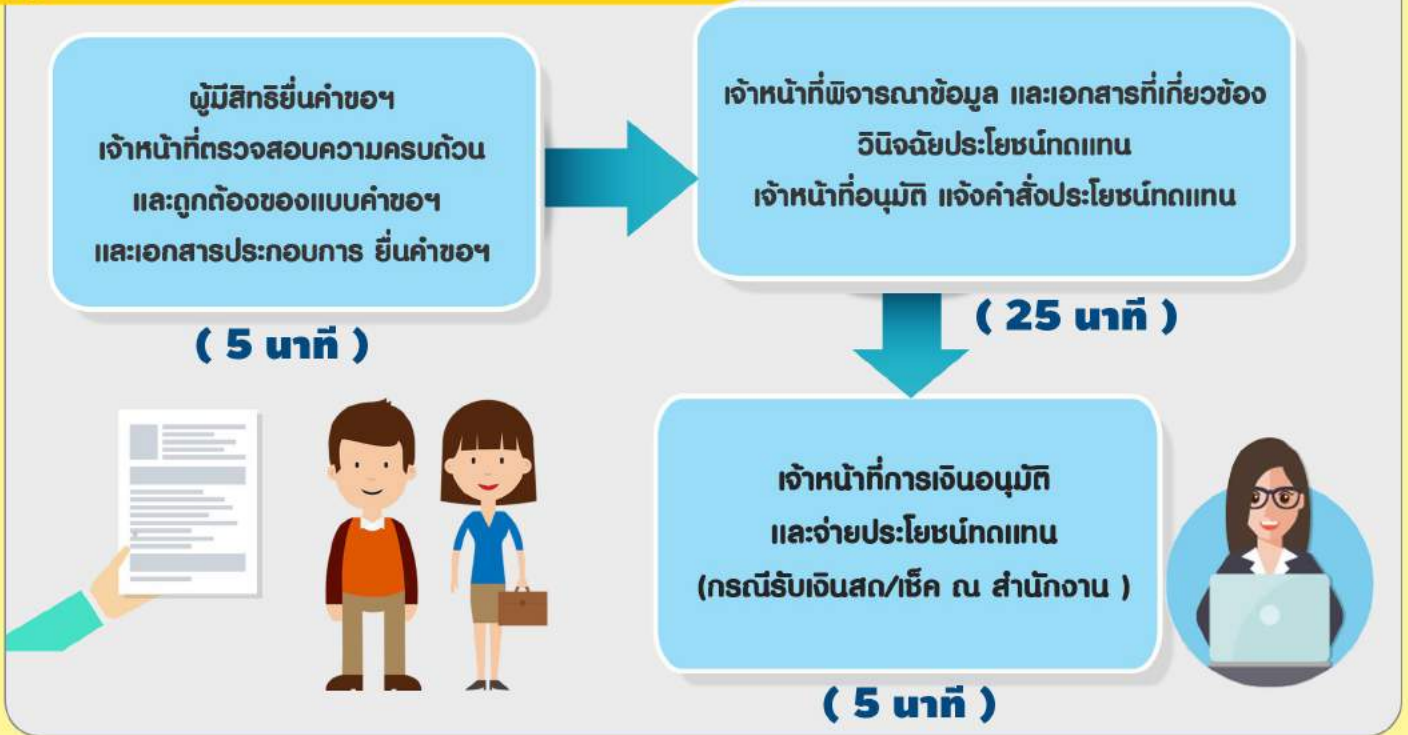 ผู้มีสิทธิยื่นคำขอฯ
เจ้าหน้าที่ตรวจสอบความครบถ้วน
และถูกต้องของแบบคำขอฯ
และเอกสารประกอบการ ยื่นคำขอฯ
( 5 นาที )
เจ้าหน้าที่พิจารณาข้อมูล และเอกสารที่เกี่ยวข้อง
วินิจฉัยประโยชน์ทดแทน
เจ้าหน้าที่อนุมัติ แจ้งคำสั่งประโยชน์ทดแทน
( 25 นาที )
เจ้าหน้าที่การเงินอนุมัติ
และจ่ายประโยชน์ทดแทน
(กรณีรับเงินสด/เช็ค ณ สำนักงาน )
( 5 นาที )